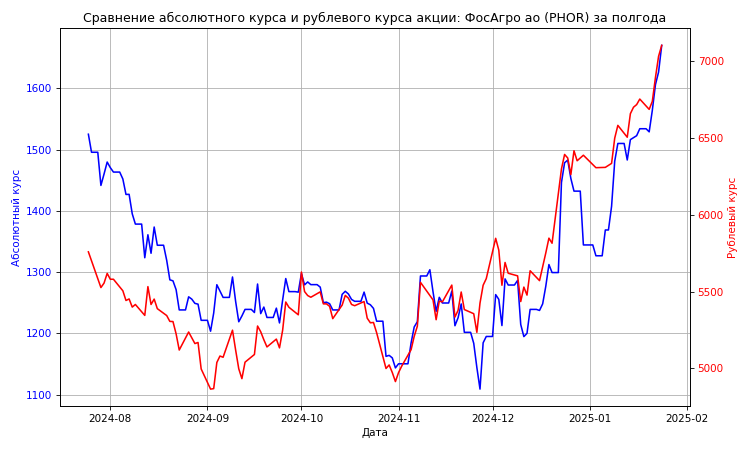 Сравнение абсолютного курса и рублевого курса акции: ФосАгро ао (PHOR) за полгода
Абсолютный курс
1600
1500
1400
1300
1200
1100
7000
6500
6000
5500
5000
Рублевый курс
2024-08 2024-09 2024-10 2024-11 2024-12 2025-01 2025-02
Дата